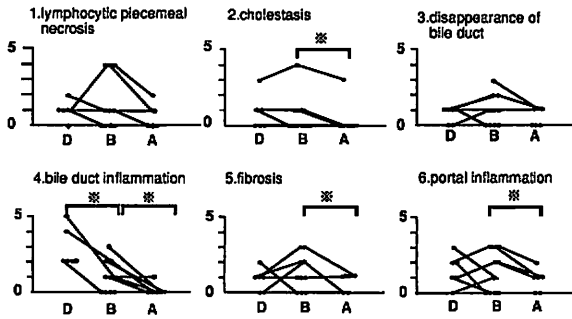 1.lymphocytic piecemeal
necrosis
5
0
D B A
2.cholestasis
※
5
0
D B A
3.disappearance of
bile duct
5
0
D B A
4.bile duct inflammation
※ ※
5
0
D B A
5.fibrosis
※
5
0
D B A
6.portal inflammation
※
5
0
D B A